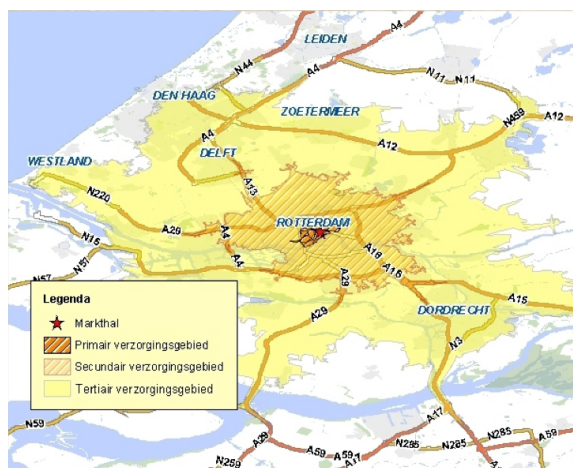 LEIDEN
A4
A4
N44
N11
N11
DEN HAAG
ZOETERMEER
N459
A12
A4
A12
DELFT
WESTLAND
A13
N220
ROTTERDAM
A20
A4
N15
A4
A16
A15
N57
N57
A29
Legenda
Markthal
Primair verzorgingsgebied
Secundair verzorgingsgebied
Tertiair verzorgingsgebied
A29
DORDRECHT
A15
N3
N59
A29
A17
N259
A59
A59
A17
N285
N285
A59